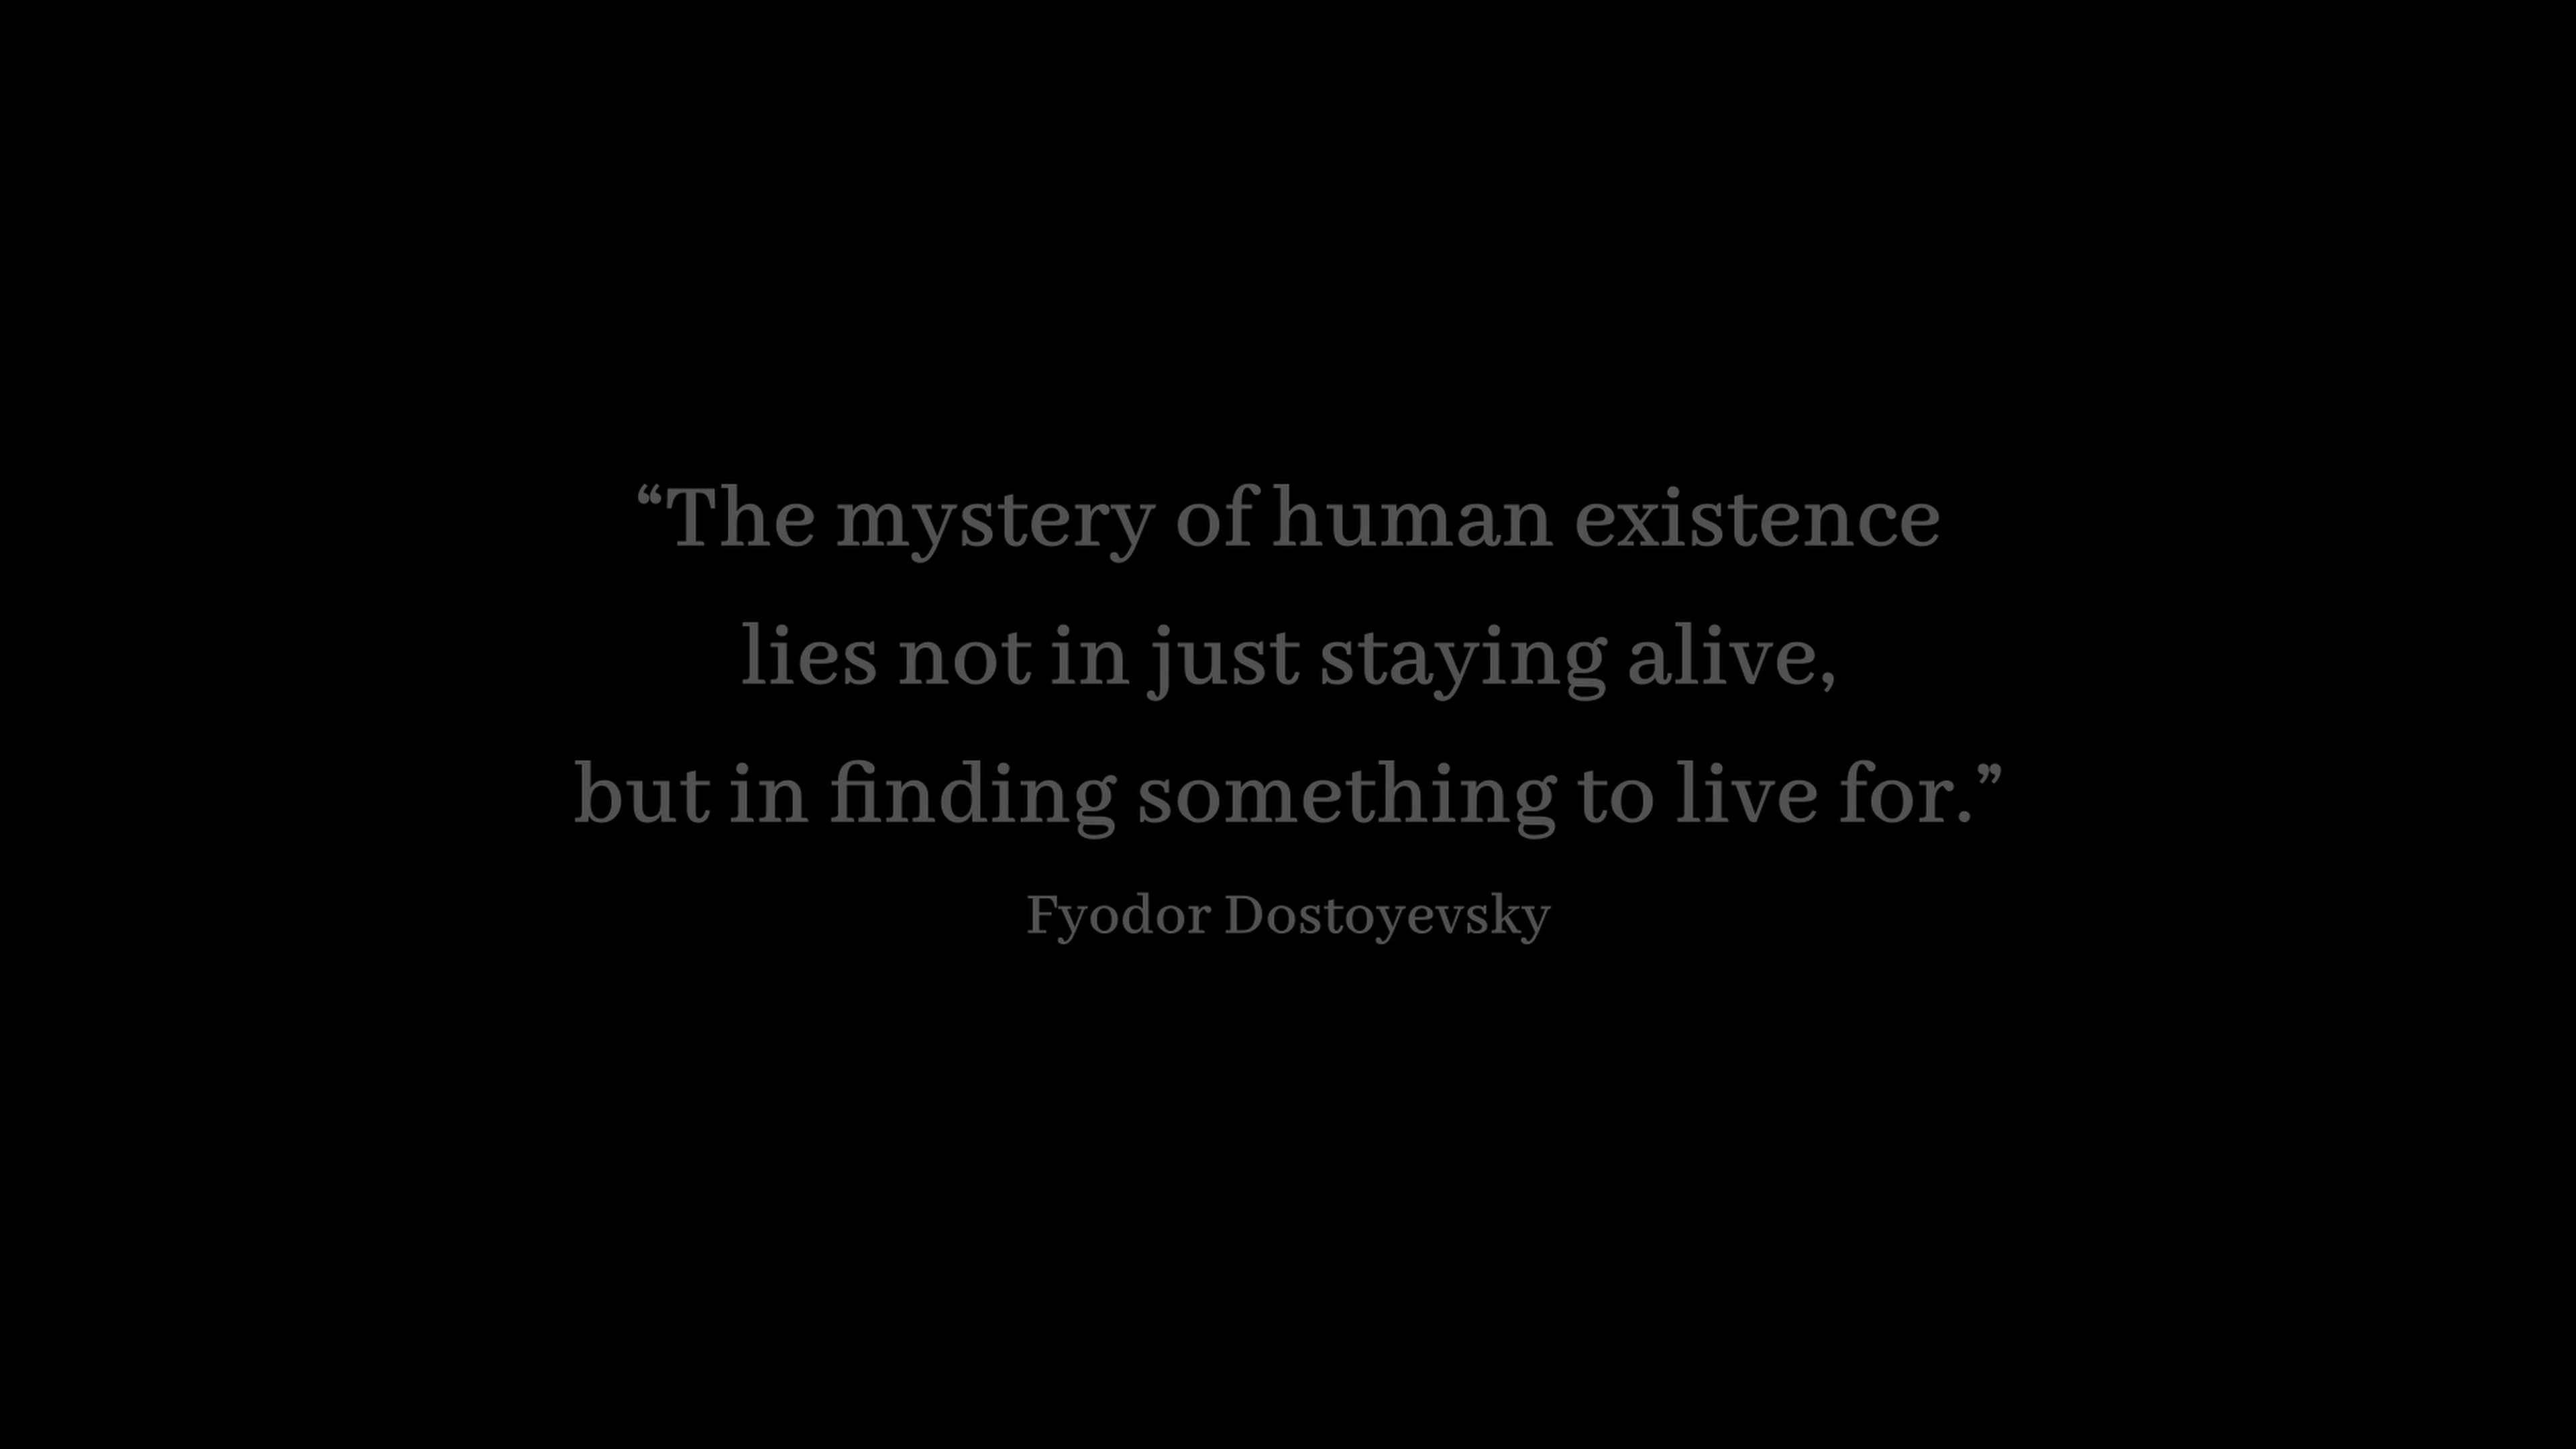 “The mystery of human existence
lies not in just staying alive,
but in finding something to live for.”
Fyodor Dostoyevsky